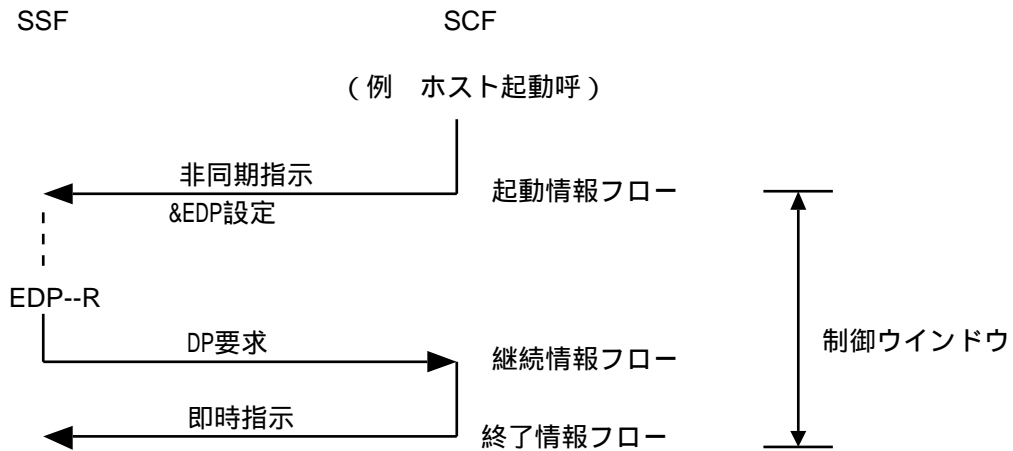 SSF
SCF
（例　ホスト起動呼）
非同期指示
起動情報フロー
&EDP設定
EDP--R
DP要求
継続情報フロー
制御ウインドウ
即時指示
終了情報フロー